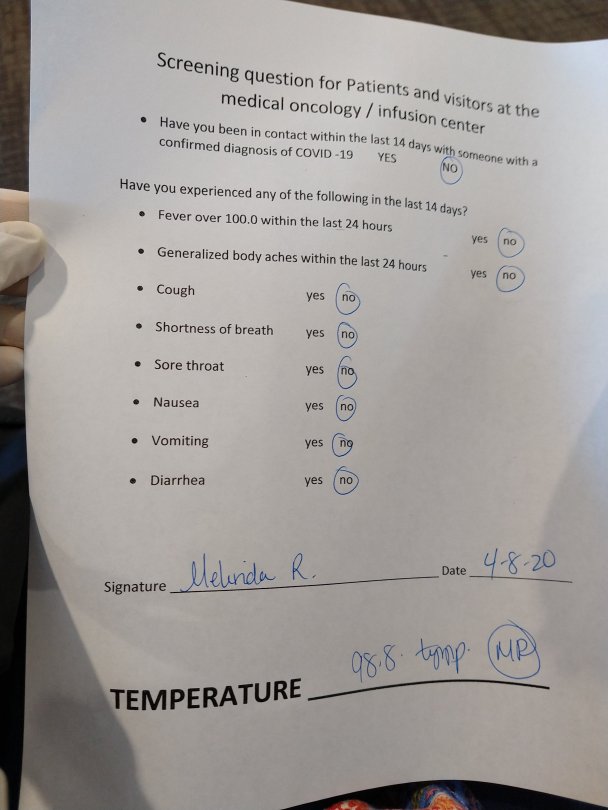 Screening question for Patients and visitors at the
medical oncology / infusion center
• Have you been in contact within the last 14 days with someone with a
confirmed diagnosis of COVID -19 YES NO
Have you experienced any of the following in the last 14 days?
• Fever over 100.0 within the last 24 hours yes no
• Generalized body aches within the last 24 hours yes no
• Cough yes no
• Shortness of breath yes no
• Sore throat yes no
• Nausea yes no
• Vomiting yes no
• Diarrhea yes no
Signature Melinda R. Date 4-8-20
TEMPERATURE 98.8. tymp. MR